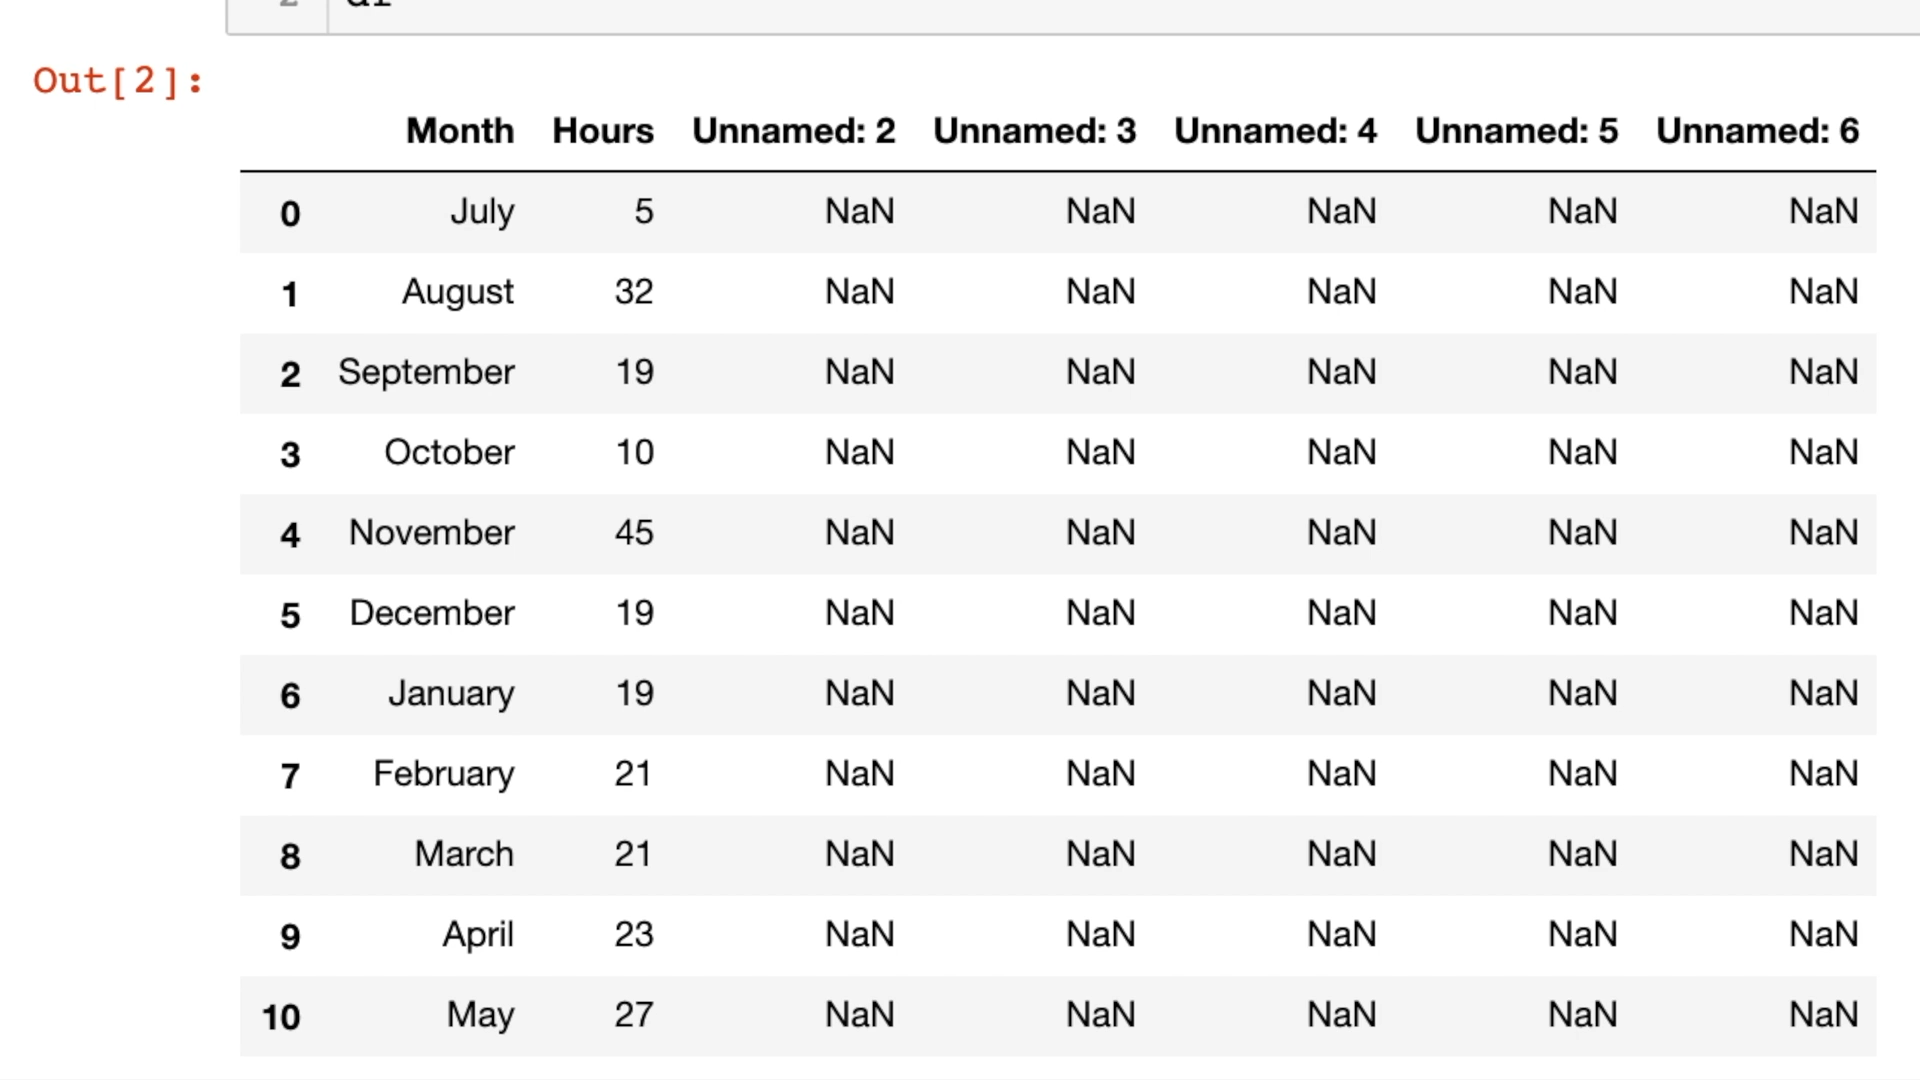 2
Out[2]:
Month Hours Unnamed: 2 Unnamed: 3 Unnamed: 4 Unnamed: 5 Unnamed: 6
0 July 5 NaN NaN NaN NaN NaN
1 August 32 NaN NaN NaN NaN NaN
2 September 19 NaN NaN NaN NaN NaN
3 October 10 NaN NaN NaN NaN NaN
4 November 45 NaN NaN NaN NaN NaN
5 December 19 NaN NaN NaN NaN NaN
6 January 19 NaN NaN NaN NaN NaN
7 February 21 NaN NaN NaN NaN NaN
8 March 21 NaN NaN NaN NaN NaN
9 April 23 NaN NaN NaN NaN NaN
10 May 27 NaN NaN NaN NaN NaN